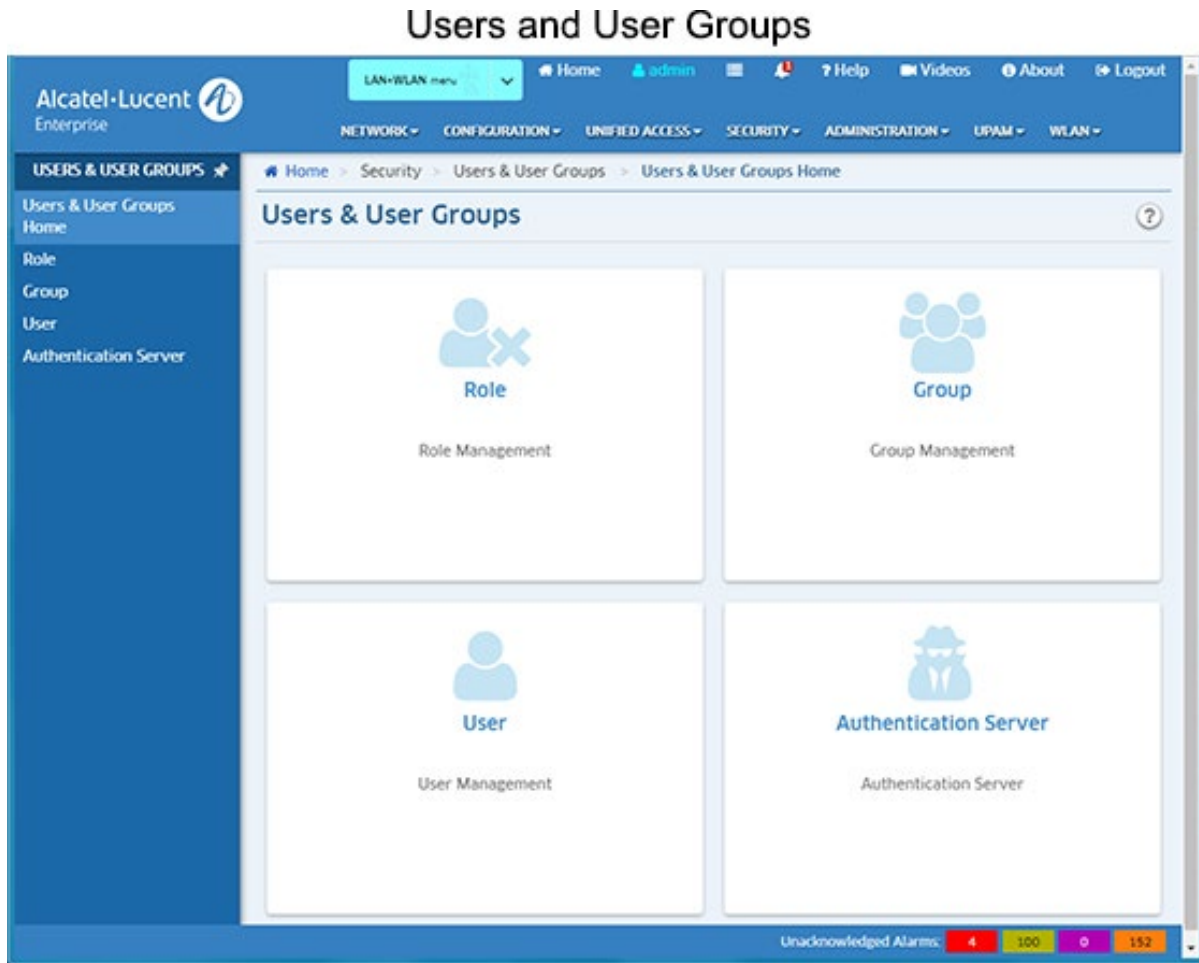 Users and User Groups
LAN+WLAN menu
Home admin ? Help Videos About Logout
Alcatel·Lucent
Enterprise
NETWORK CONFIGURATION UNIFIED ACCESS SECURITY ADMINISTRATION UPAM WLAN
USERS & USER GROUPS
Home > Security > Users & User Groups > Users & User Groups Home
Users & User Groups
Home
Role
Group
User
Authentication Server
Users & User Groups
?
Role
Role Management
Group
Group Management
User
User Management
Authentication Server
Authentication Server
Unacknowledged Alarms: 4 100 0 152